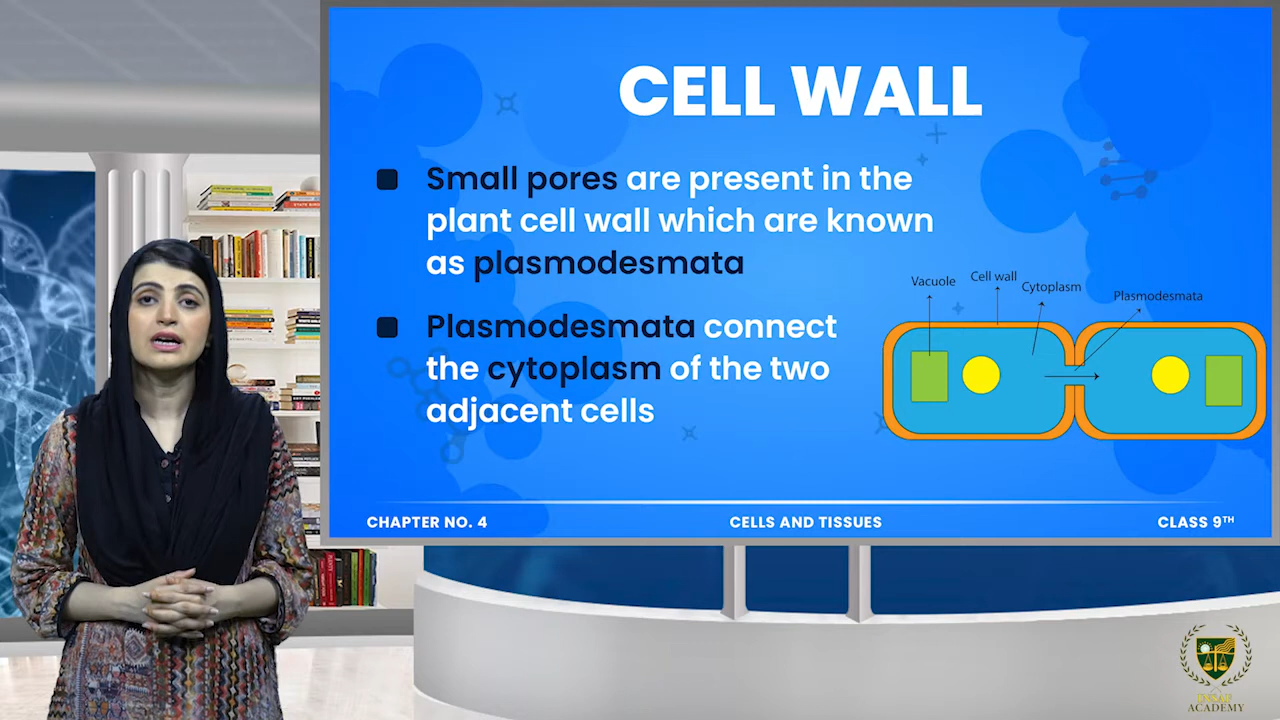 CELL WALL
Small pores are present in the
plant cell wall which are known
as plasmodesmata
Plasmodesmata connect
the cytoplasm of the two
adjacent cells
Vacuole
Cell wall
Cytoplasm
Plasmodesmata
CHAPTER NO. 4
CELLS AND TISSUES
CLASS 9TH
ACADEMY